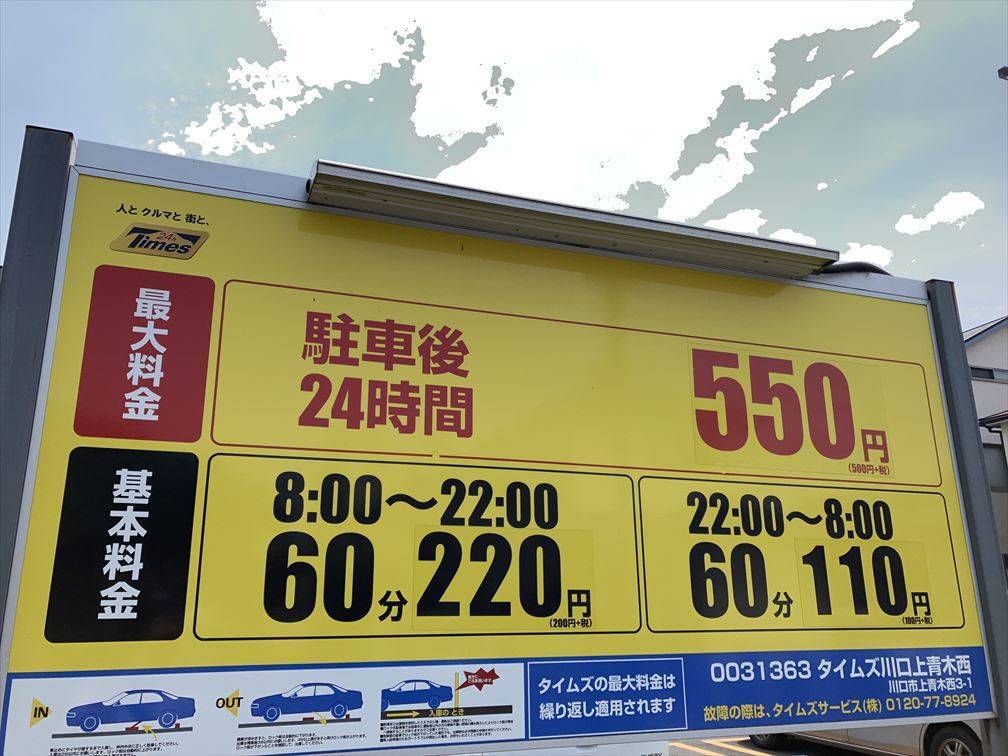 人と クルマと 街と、
24h
Times
最大料金
駐車後
24時間
550円
(500円+税)
基本料金
8:00～22:00
60分 220円
(200円+税)
22:00～8:00
60分 110円
(100円+税)
IN
OUT
入庫のとき
タイムズの最大料金は
繰り返し適用されます
0031363 タイムズ川口上青木西
川口市上青木西3-1
故障の際は、タイムズサービス(株) 0120-77-8924